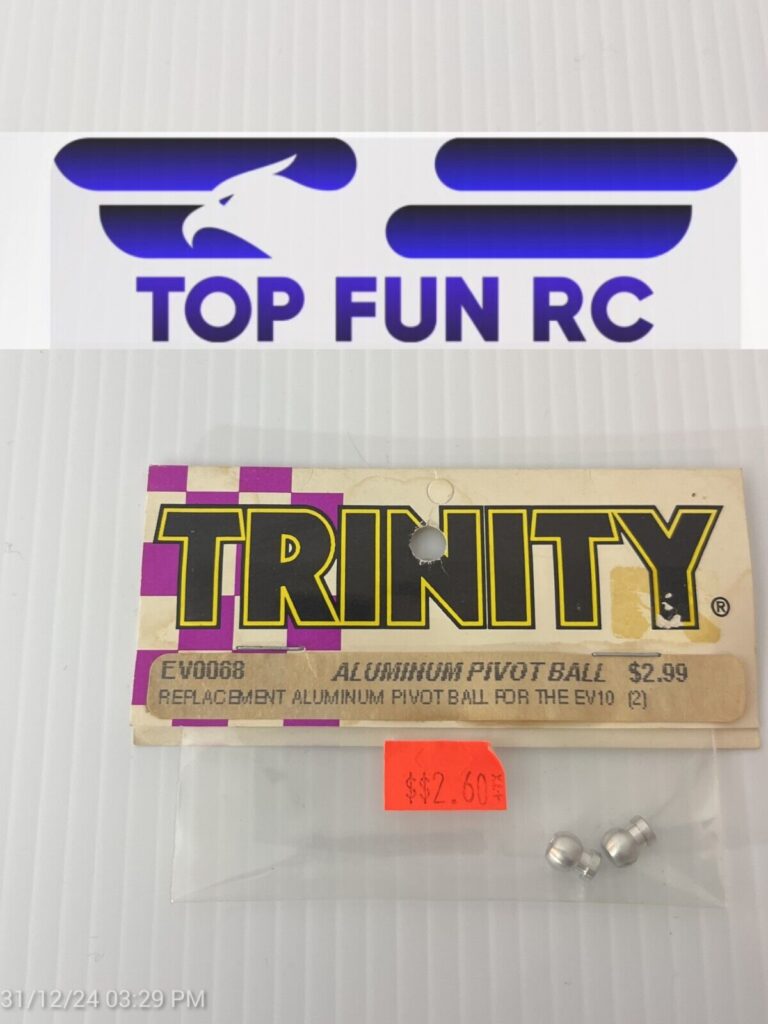 TOP FUN RC
TRINITY®
EV0068 ALUMINUM PIVOT BALL $2.99
REPLACEMENT ALUMINUM PIVOT BALL FOR THE EV10 (2)
$$2.60
31/12/24 03:29 PM